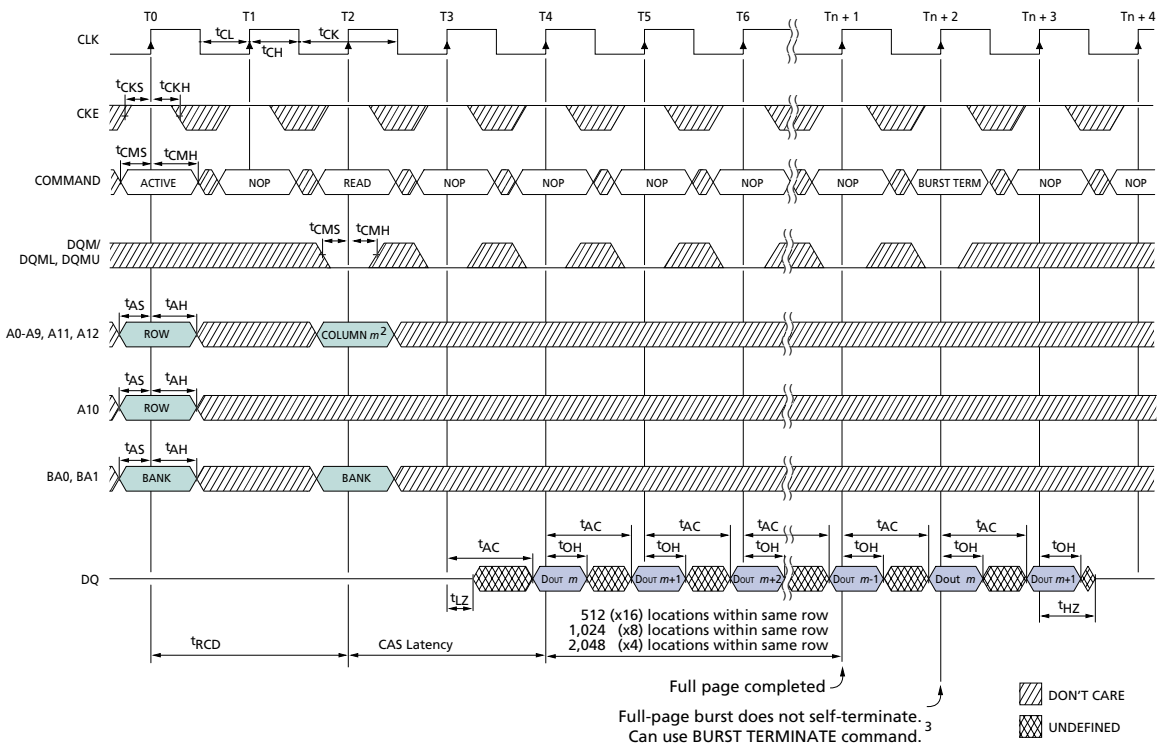 T0 T1 T2 T3 T4 T5 T6 Tn + 1 Tn + 2 Tn + 3 Tn + 4
CLK
tCL tCK
tCH
tCKS tCKH
CKE
tCMS tCMH
COMMAND ACTIVE NOP READ NOP NOP NOP NOP NOP BURST TERM NOP NOP
tCMS tCMH
DQM/
DQML, DQMU
tAS tAH
A0-A9, A11, A12 ROW COLUMN m2
tAS tAH
A10 ROW
tAS tAH
BA0, BA1 BANK BANK
tAC tAC tAC tAC tAC tAC
tOH tOH tOH tOH tOH tOH
DQ DOUT m DOUT m+1 DOUT m+2 DOUT m-1 Dout m DOUT m+1
tLZ tHZ
512 (x16) locations within same row
1,024 (x8) locations within same row
2,048 (x4) locations within same row
tRCD CAS Latency
Full page completed
Full-page burst does not self-terminate.
Can use BURST TERMINATE command. 3
DON'T CARE
UNDEFINED